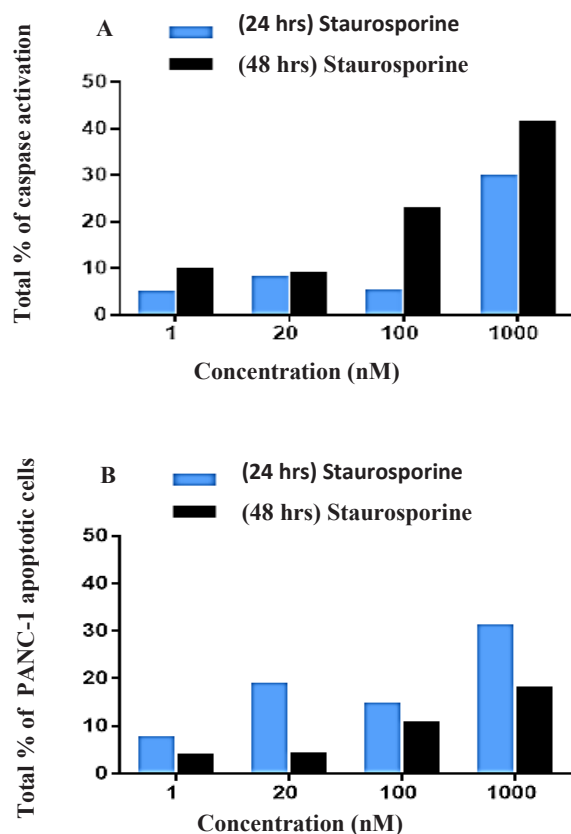 A
(24 hrs) Staurosporine
(48 hrs) Staurosporine
Total % of caspase activation
50
40
30
20
10
0
1 20 100 1000
Concentration (nM)
B
(24 hrs) Staurosporine
(48 hrs) Staurosporine
Total % of PANC-1 apoptotic cells
50
40
30
20
10
0
1 20 100 1000
Concentration (nM)